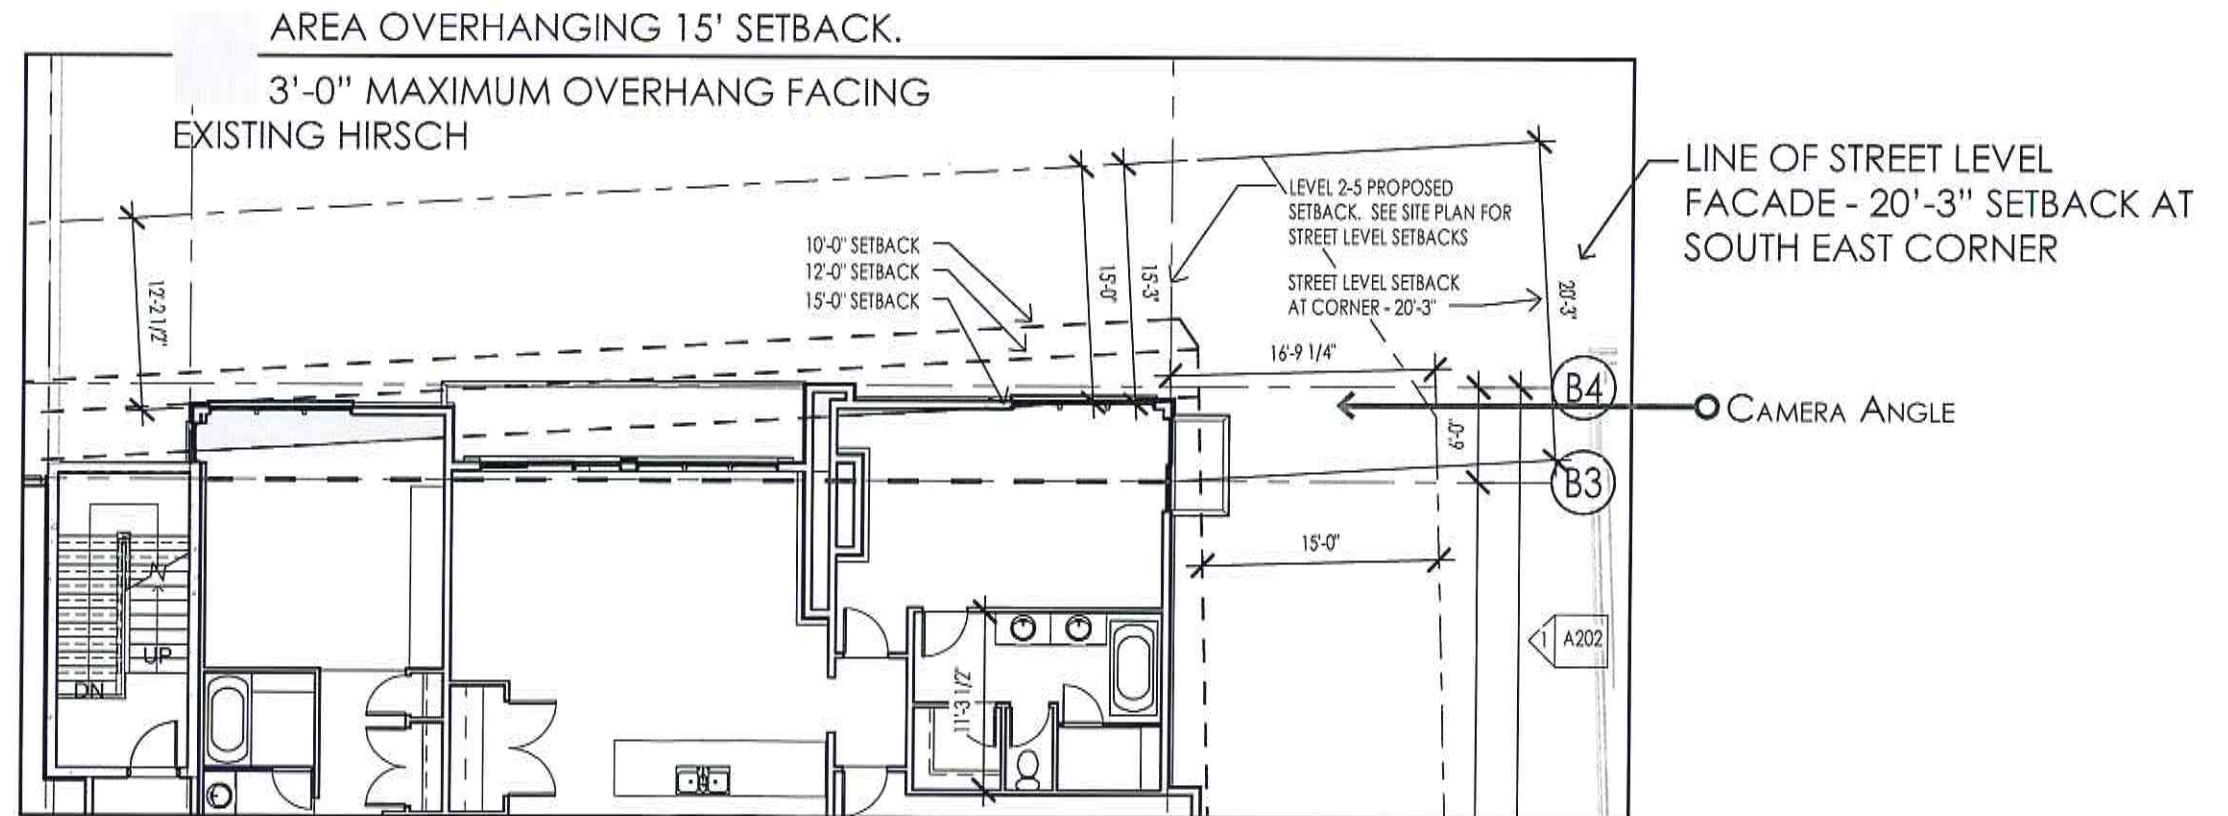 AREA OVERHANGING 15' SETBACK.
3'-0" MAXIMUM OVERHANG FACING
EXISTING HIRSCH
LINE OF STREET LEVEL
FACADE - 20'-3" SETBACK AT
SOUTH EAST CORNER
LEVEL 2-5 PROPOSED
SETBACK. SEE SITE PLAN FOR
STREET LEVEL SETBACKS
10'-0" SETBACK
12'-0" SETBACK
15'-0" SETBACK
STREET LEVEL SETBACK
AT CORNER - 20'-3"
12'-2 1/2"
15'-0"
15'-3"
20'-3"
16'-9 1/4"
B4
CAMERA ANGLE
6'-0"
B3
15'-0"
1 A202
UP
DN
11'-3 1/2"